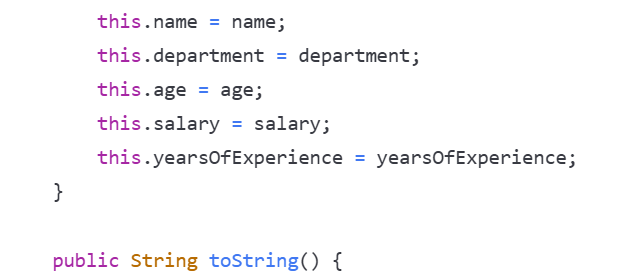 this.name = name;
this.department = department;
this.age = age;
this.salary = salary;
this.yearsOfExperience = yearsOfExperience;
}
public String toString() {